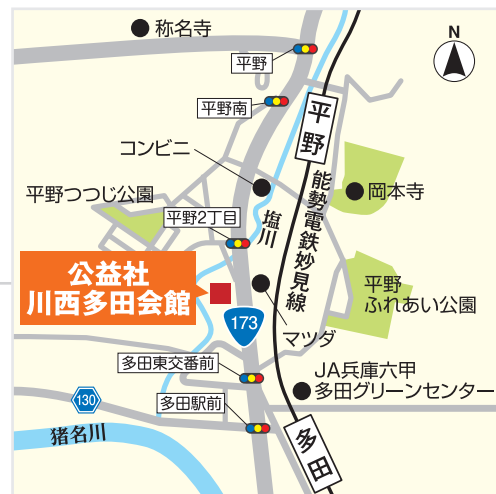 称名寺
N
平野
平野南
平野
コンビニ
能勢電鉄妙見線
岡本寺
平野つつじ公園
塩川
平野2丁目
公益社
川西多田会館
平野
ふれあい公園
173
マツダ
多田東交番前
JA兵庫六甲
多田グリーンセンター
130
多田駅前
猪名川
多田